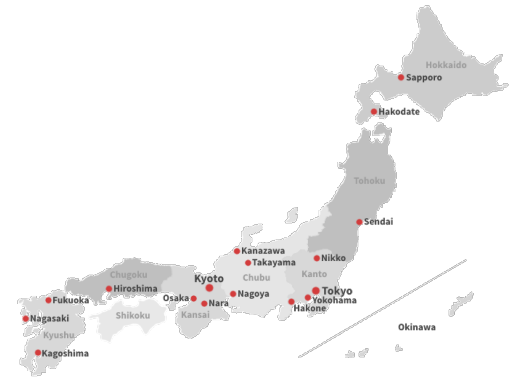 Hokkaido
Sapporo
Hakodate
Tohoku
Sendai
Kanazawa
Takayama
Nikko
Chugoku
Kyoto
Chubu
Kanto
Hiroshima
Tokyo
Fukuoka
Osaka
Nara
Nagoya
Yokohama
Hakone
Nagasaki
Shikoku
Kansai
Okinawa
Kyushu
Kagoshima